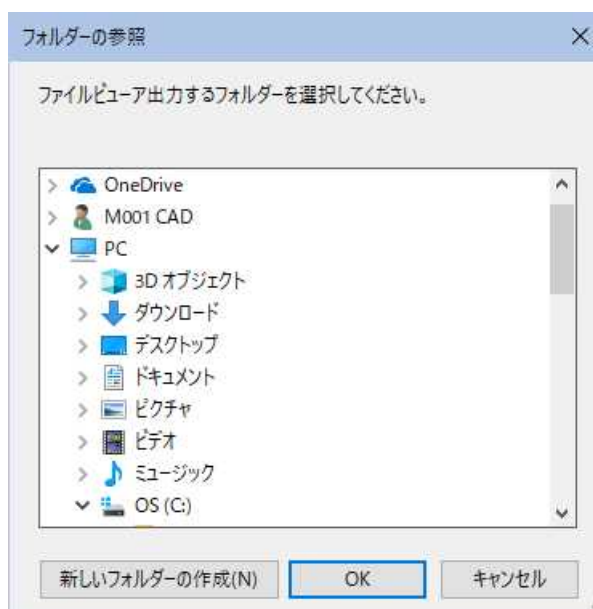 フォルダーの参照
ファイルビューア出力するフォルダーを選択してください。
OneDrive
M001 CAD
PC
3D オブジェクト
ダウンロード
デスクトップ
ドキュメント
ピクチャ
ビデオ
ミュージック
OS (C:)
新しいフォルダーの作成(N) OK キャンセル